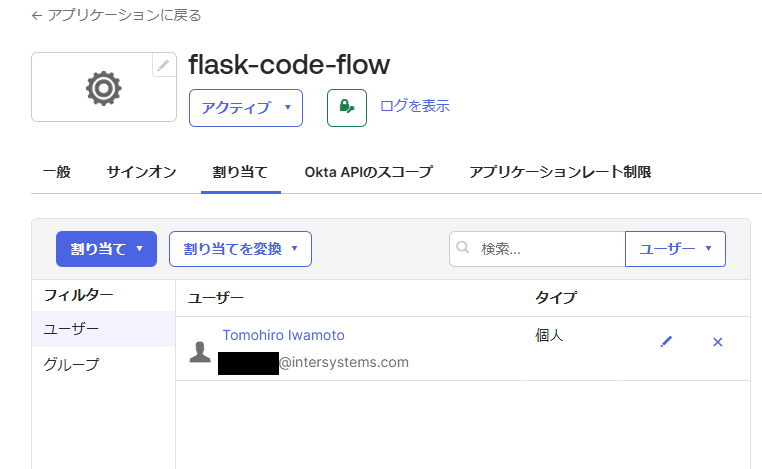 ← アプリケーションに戻る
flask-code-flow
アクティブ ▼ ログを表示
一般 サインオン 割り当て Okta APIのスコープ アプリケーションレート制限
割り当て ▼ 割り当てを変換 ▼ 検索... ユーザー ▼
フィルター ユーザー タイプ
ユーザー Tomohiro Iwamoto 個人
@intersystems.com
グループ